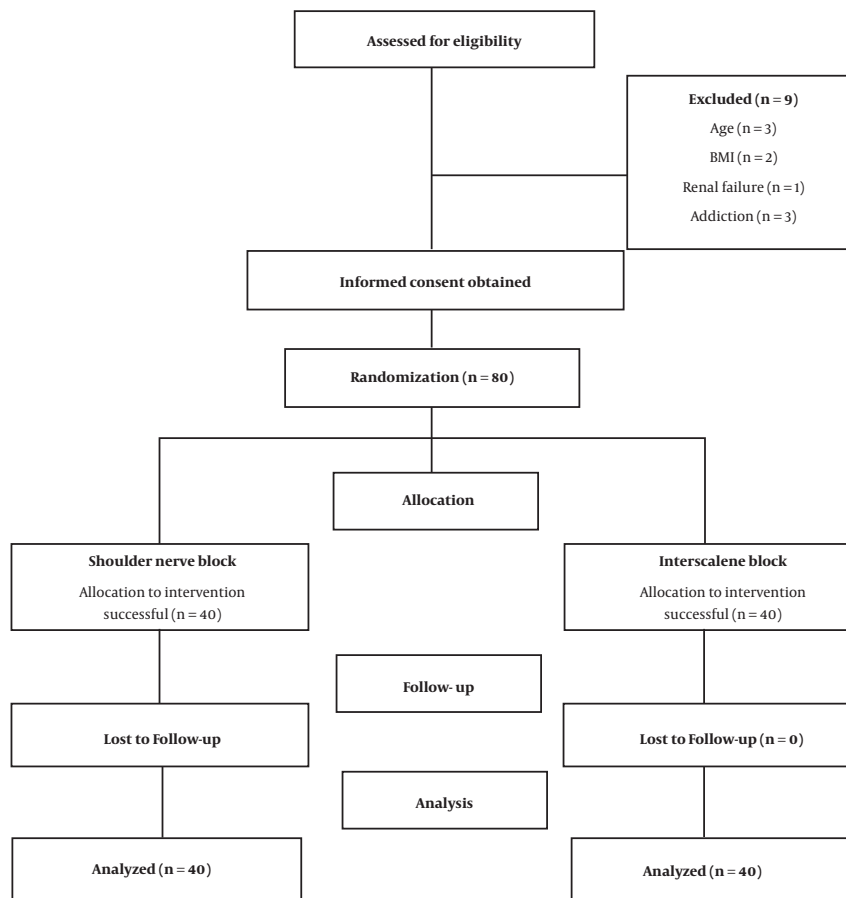 Assessed for eligibility
Excluded (n = 9)
Age (n = 3)
BMI (n = 2)
Renal failure (n = 1)
Addiction (n = 3)
Informed consent obtained
Randomization (n = 80)
Allocation
Shoulder nerve block
Allocation to intervention
successful (n = 40)
Interscalene block
Allocation to intervention
successful (n = 40)
Follow- up
Lost to Follow-up
Lost to Follow-up (n = 0)
Analysis
Analyzed (n = 40)
Analyzed (n = 40)